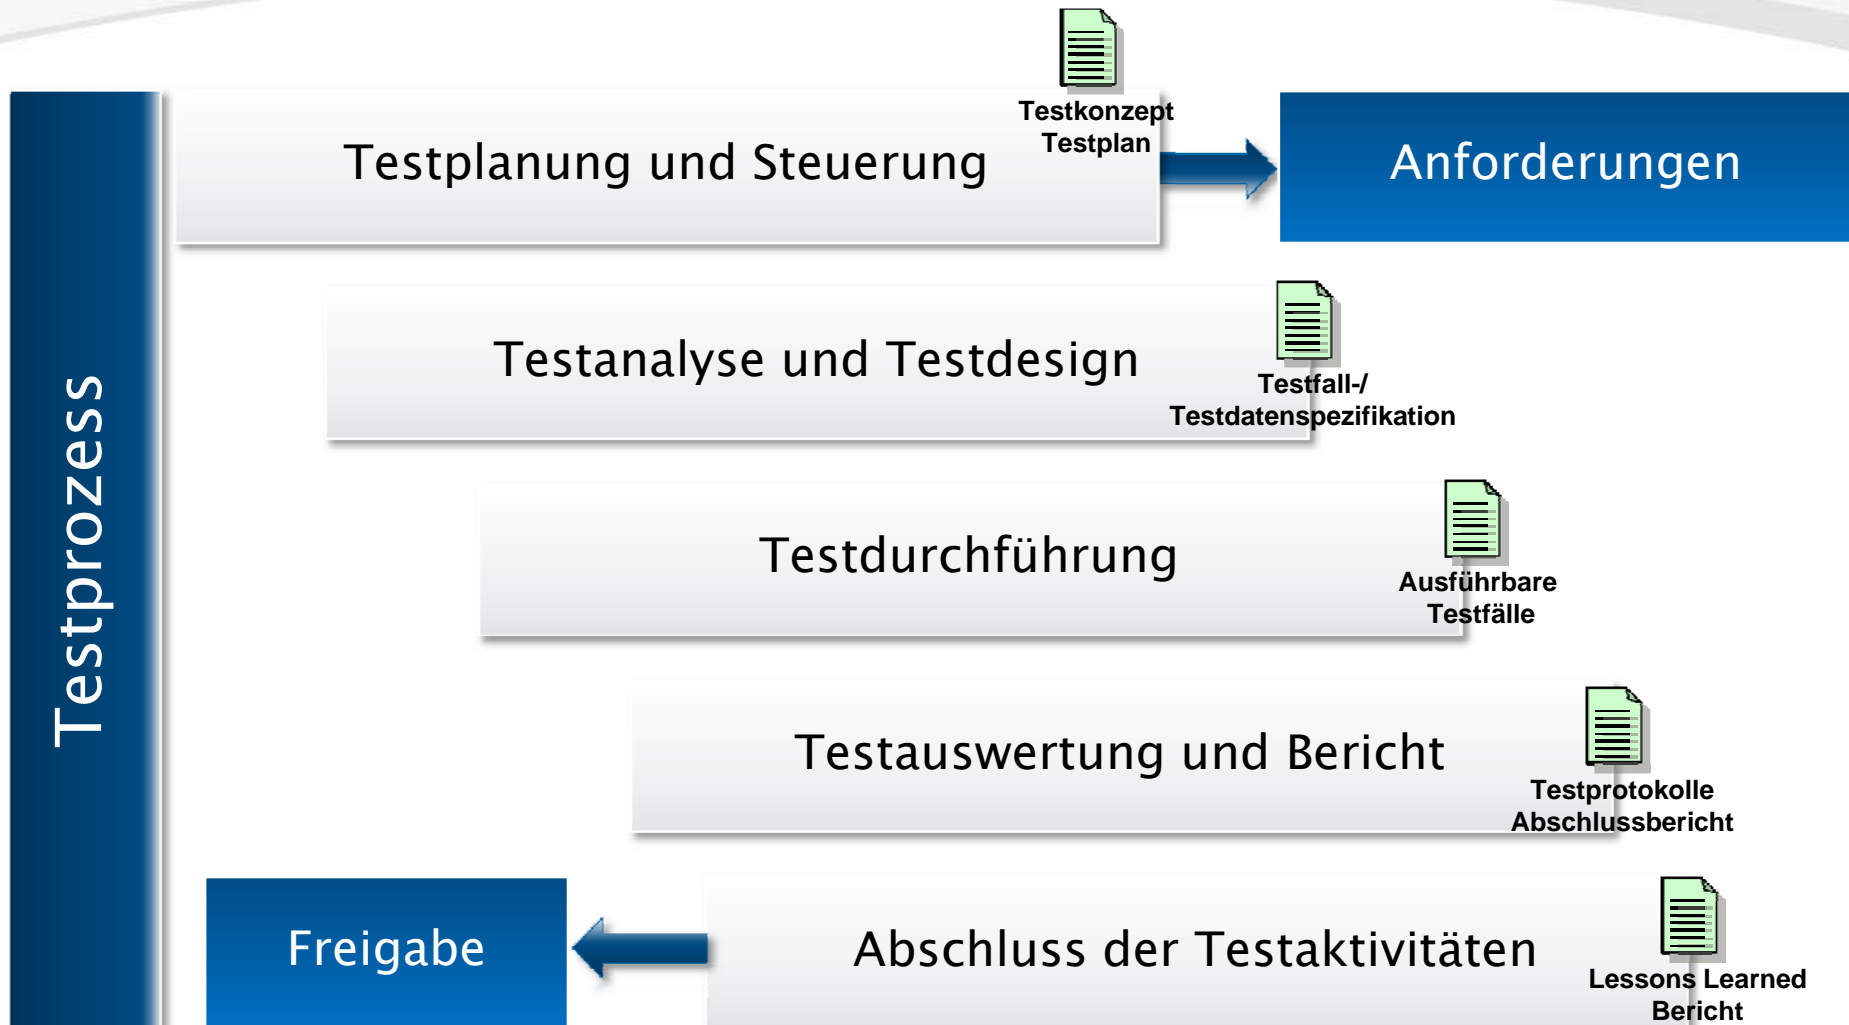 Testprozess
Testkonzept
Testplan
Testplanung und Steuerung
Anforderungen
Testanalyse und Testdesign
Testfall-/
Testdatenspezifikation
Testdurchführung
Ausführbare
Testfälle
Testauswertung und Bericht
Testprotokolle
Abschlussbericht
Freigabe
Abschluss der Testaktivitäten
Lessons Learned
Bericht